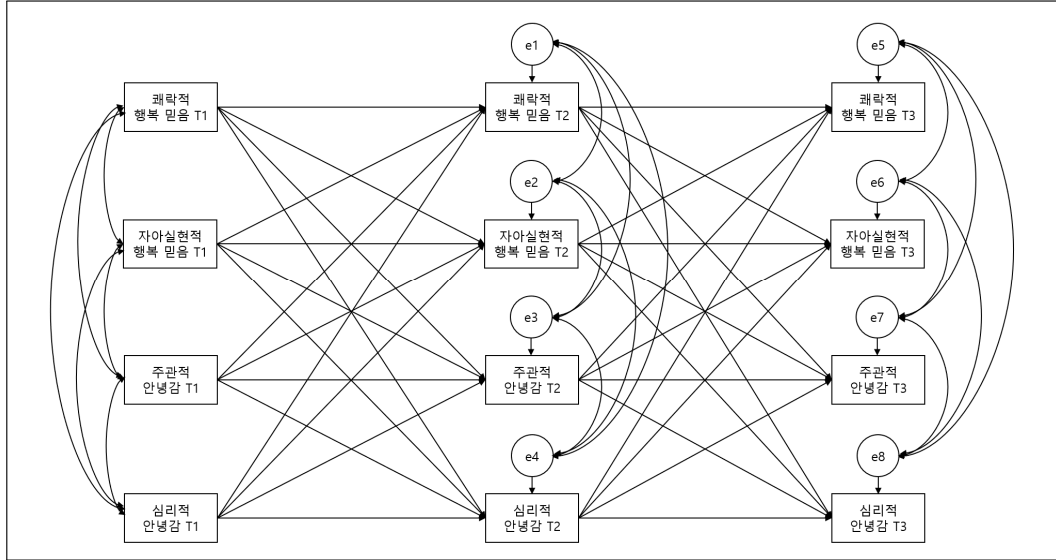 e1
e5
쾌락적
행복 믿음 T1
쾌락적
행복 믿음 T2
쾌락적
행복 믿음 T3
e2
e6
자아실현적
행복 믿음 T1
자아실현적
행복 믿음 T2
자아실현적
행복 믿음 T3
e3
e7
주관적
안녕감 T1
주관적
안녕감 T2
주관적
안녕감 T3
e4
e8
심리적
안녕감 T1
심리적
안녕감 T2
심리적
안녕감 T3